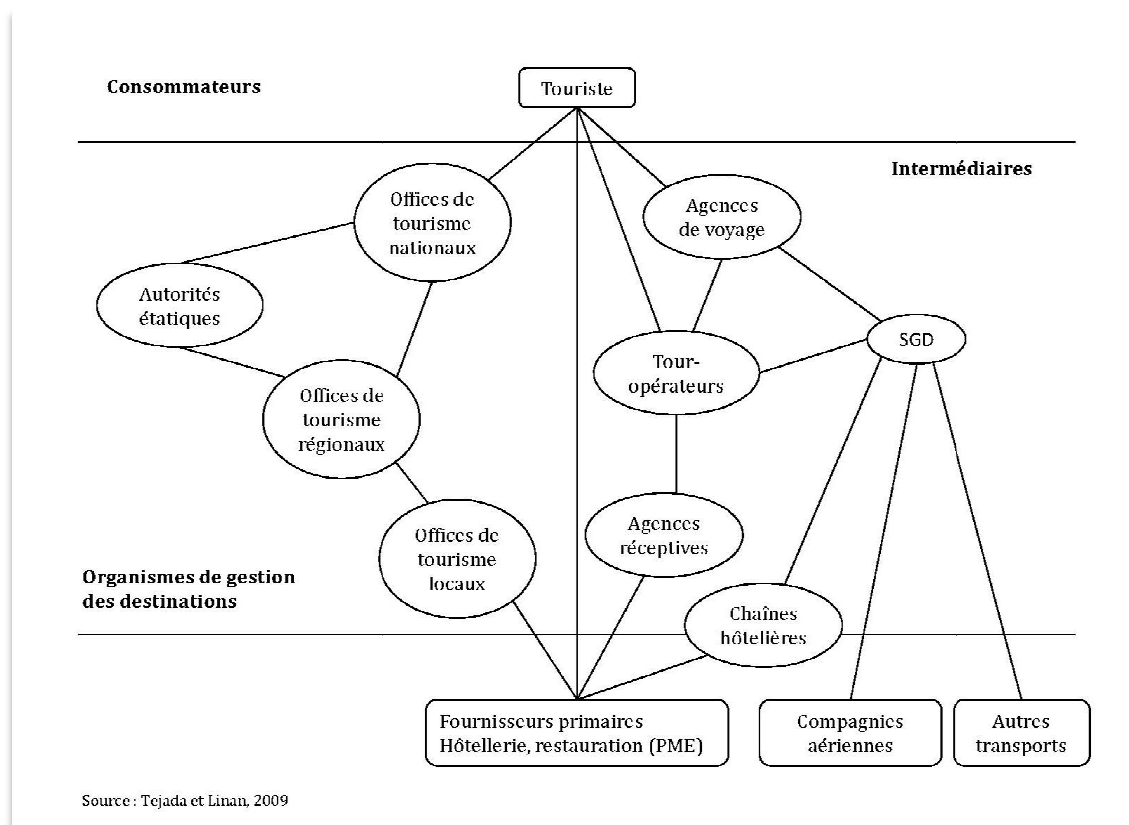 Consommateurs
Touriste
Intermédiaires
Offices de
tourisme
nationaux
Agences
de voyage
Autorités
étatiques
SGD
Tour-
opérateurs
Offices de
tourisme
régionaux
Agences
réceptives
Offices de
tourisme
locaux
Organismes de gestion
des destinations
Chaînes
hôtelières
Fournisseurs primaires
Hôtellerie, restauration (PME)
Compagnies
aériennes
Autres
transports
Source : Tejada et Linan, 2009